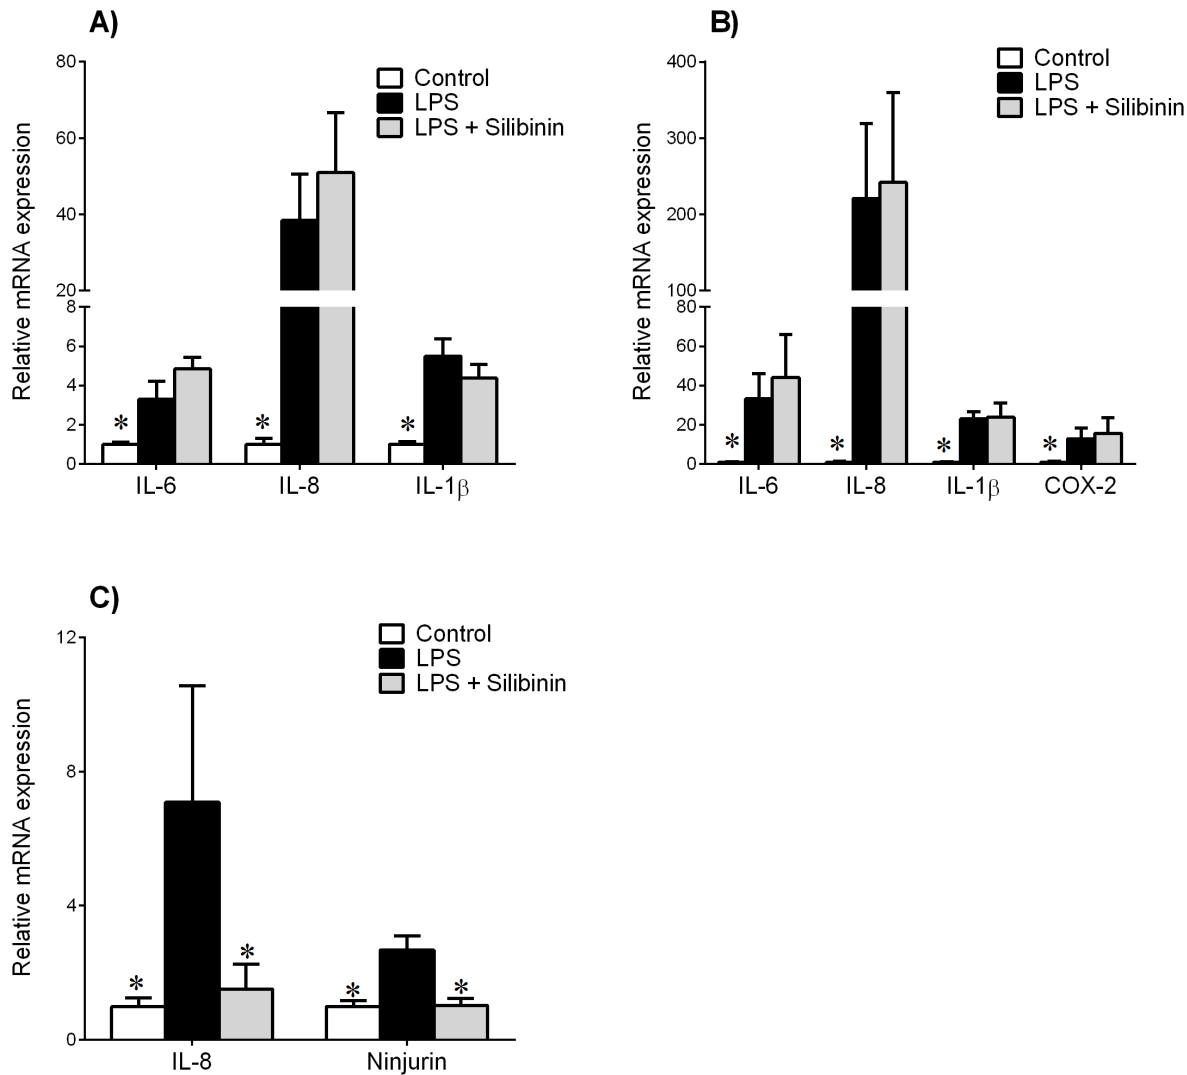 A)
Relative mRNA expression
80
60
40
20
8
6
4
2
0
Control
LPS
LPS + Silibinin
*
*
*
IL-6
IL-8
IL-1β
B)
Relative mRNA expression
400
300
200
100
80
60
40
20
0
Control
LPS
LPS + Silibinin
*
*
*
*
IL-6
IL-8
IL-1β
COX-2
C)
Relative mRNA expression
12
8
4
0
Control
LPS
LPS + Silibinin
*
*
*
*
IL-8
Ninjurin